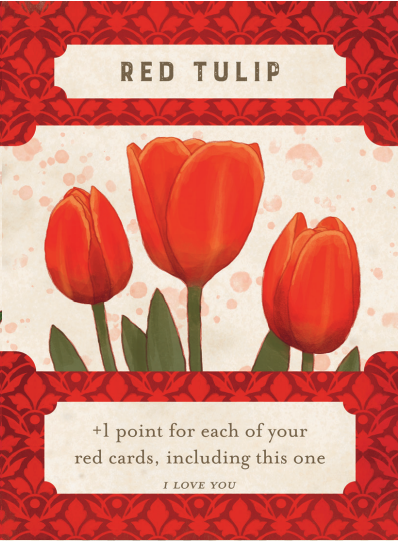 RED TULIP
+1 point for each of your
red cards, including this one
I LOVE YOU